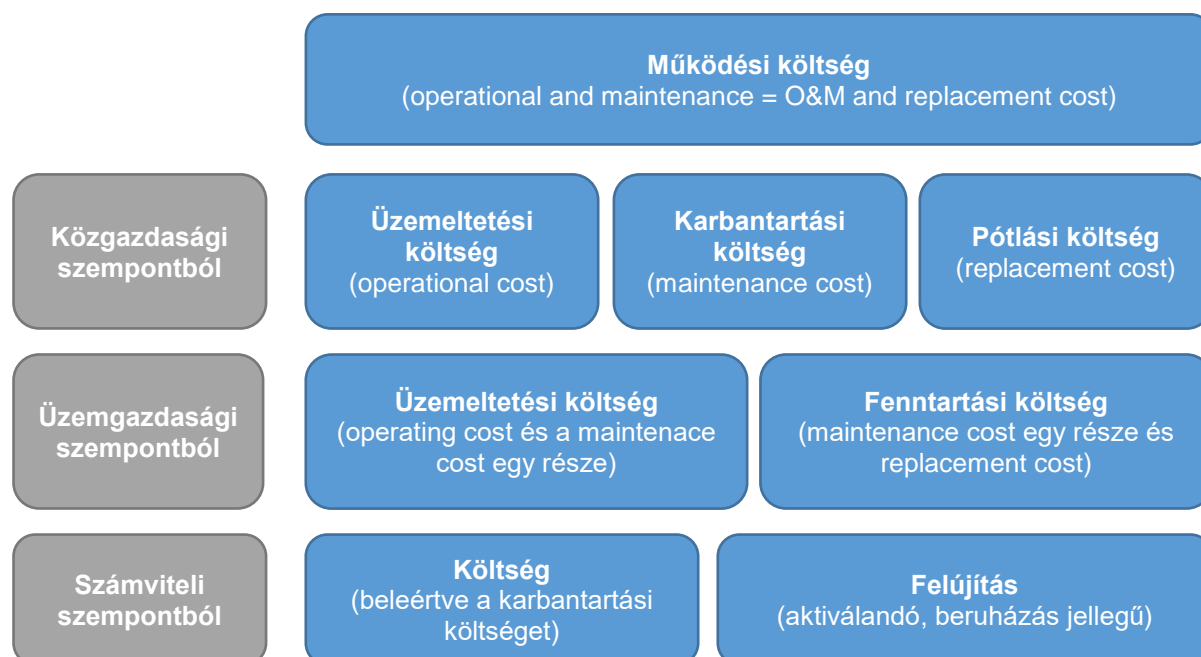 Működési költség
(operational and maintenance = O&M and replacement cost)
Közgazdasági
szempontból
Üzemeltetési
költség
(operational cost)
Karbantartási
költség
(maintenance cost)
Pótlási költség
(replacement cost)
Üzemgazdasági
szempontból
Üzemeltetési költség
(operating cost és a maintenace
cost egy része)
Fenntartási költség
(maintenance cost egy része és
replacement cost)
Számviteli
szempontból
Költség
(beleértve a karbantartási
költséget)
Felújítás
(aktiválandó, beruházás jellegű)